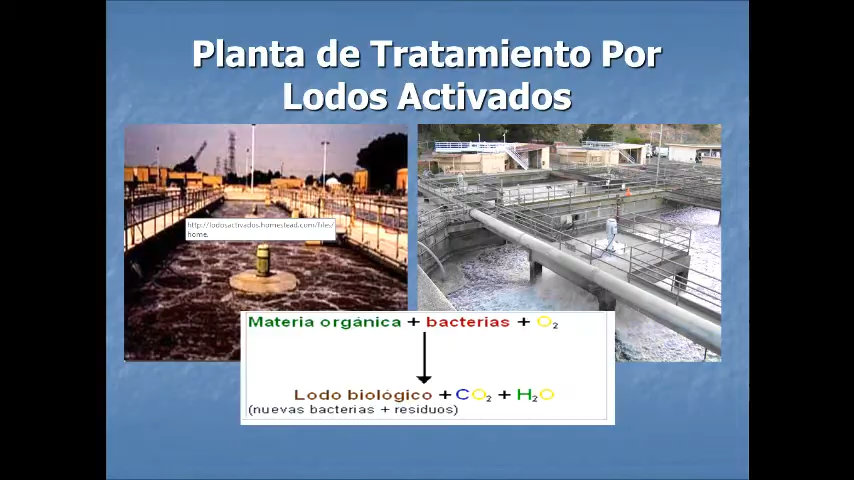 Planta de Tratamiento Por
Lodos Activados
http://lodosactivados.homestead.com/files/
home.
Materia orgánica + bacterias + O₂
Lodo biológico + CO₂ + H₂O
(nuevas bacterias + residuos)